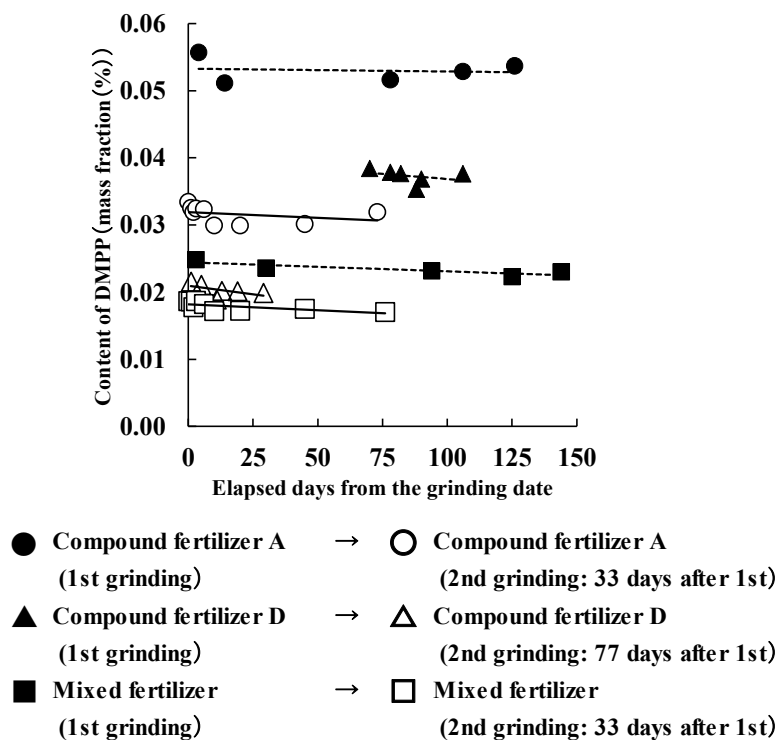 Content of DMPP(mass fraction(%))
0.06
0.05
0.04
0.03
0.02
0.01
0.00
0 25 50 75 100 125 150
Elapsed days from the grinding date
Compound fertilizer A → Compound fertilizer A
(1st grinding) (2nd grinding: 33 days after 1st)
Compound fertilizer D → Compound fertilizer D
(1st grinding) (2nd grinding: 77 days after 1st)
Mixed fertilizer → Mixed fertilizer
(1st grinding) (2nd grinding: 33 days after 1st)